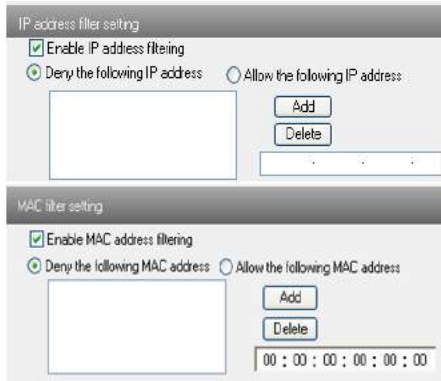 IP address filter setting
Enable IP address filtering
Deny the following IP address Allow the following IP address
Add
Delete
. . .
MAC filter setting
Enable MAC address filtering
Deny the following MAC address Allow the following MAC address
Add
Delete
00 : 00 : 00 : 00 : 00 : 00